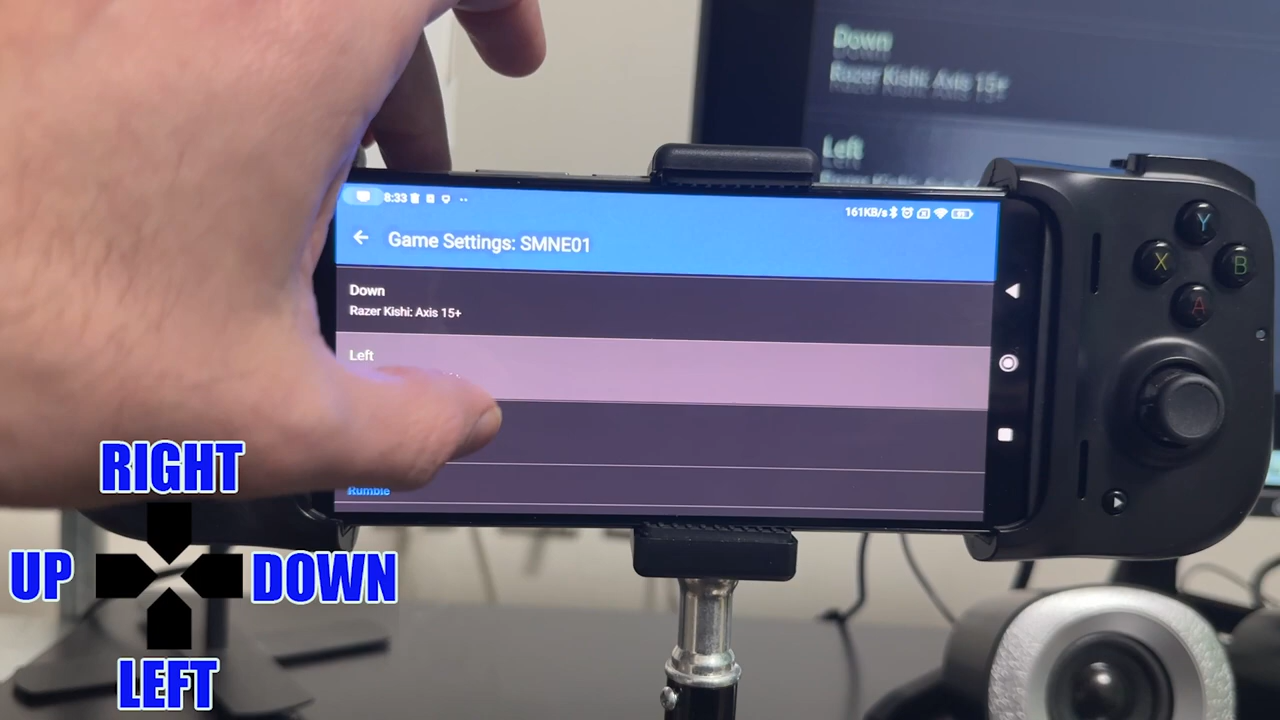 Down
Razer Kishi: Axis 15+
Left
8:33
161KB/s
Game Settings: SMNE01
Down
Razer Kishi: Axis 15+
Left
Rumble
Y
X
B
A
RIGHT
UP
DOWN
LEFT